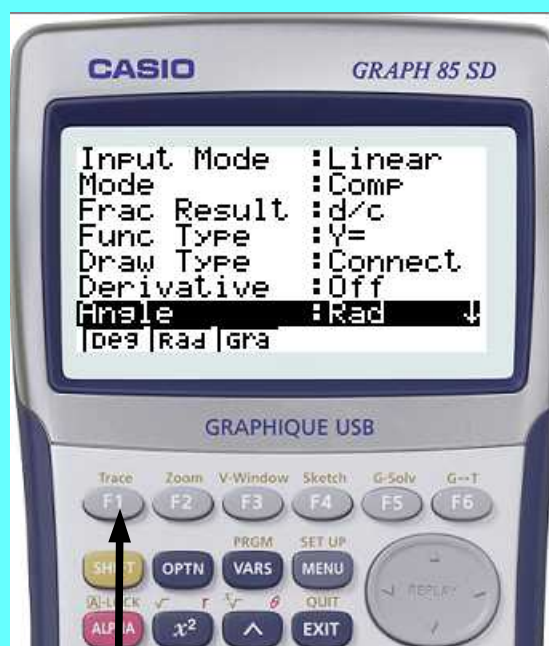 CASIO GRAPH 85 SD
Input Mode :Linear
Mode :Comp
Frac Result :d/c
Func Type :Y=
Draw Type :Connect
Derivative :Off
Angle :Rad ↓
Deg Rad Gra
GRAPHIQUE USB
Trace Zoom V-Window Sketch G-Solv G↔T
F1 F2 F3 F4 F5 F6
PRGM SET UP
SHIFT OPTN VARS MENU
A-LOCK √ r ˣ√ θ QUIT
ALPHA x² ^ EXIT
REPLAY